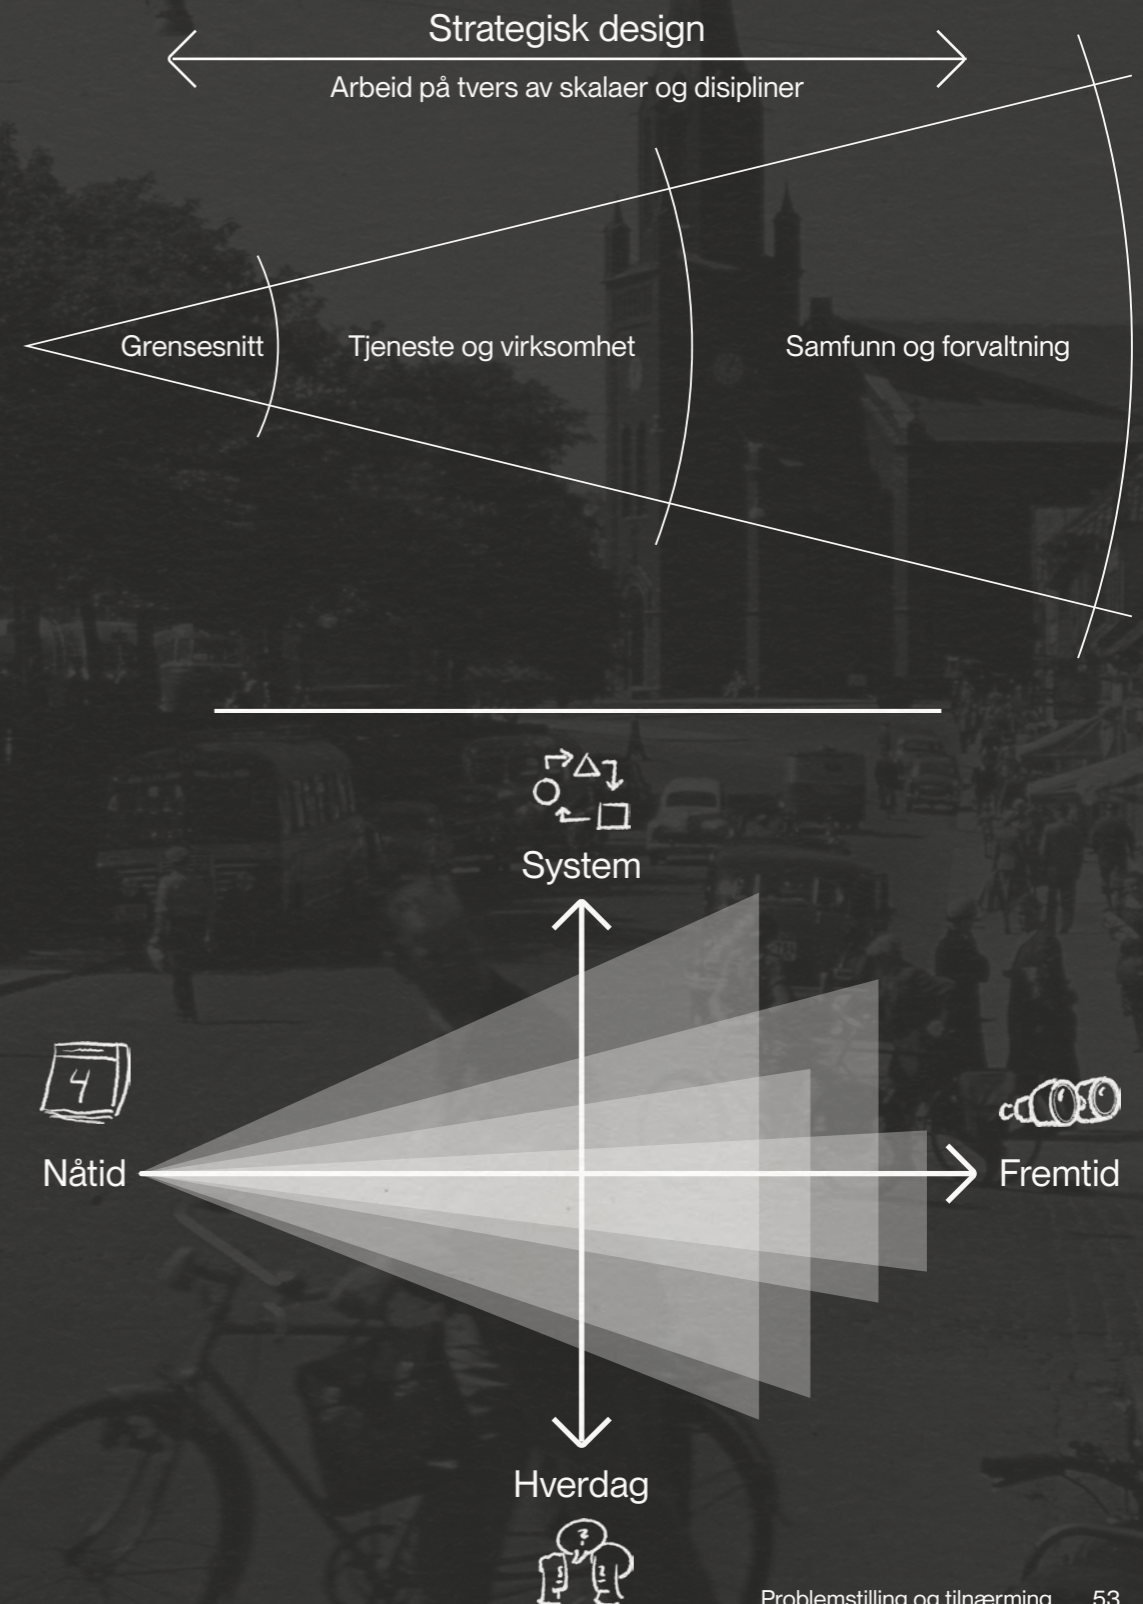 Strategisk design
Arbeid på tvers av skalaer og disipliner
Grensesnitt
Tjeneste og virksomhet
Samfunn og forvaltning
System
4
Nåtid
Fremtid
Hverdag
?
Problemstilling og tilnærming 53